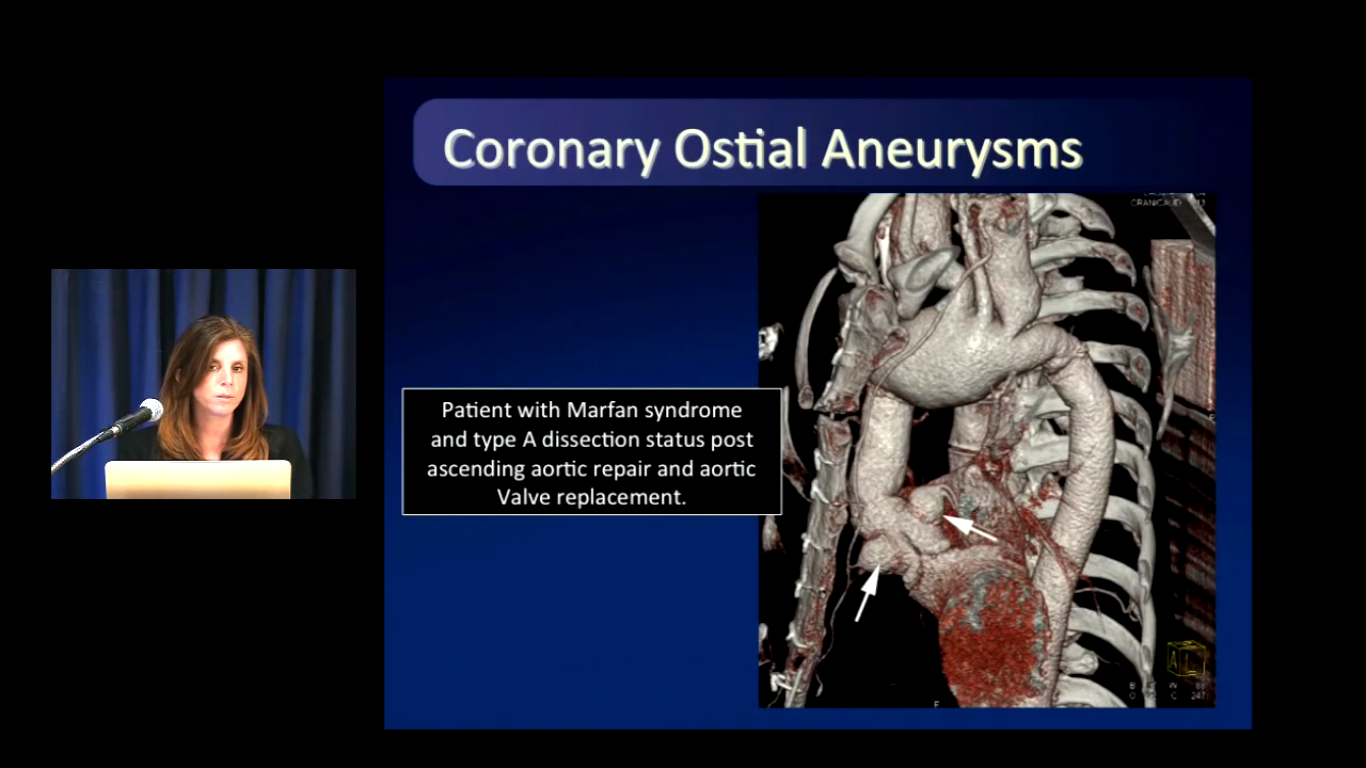 Coronary Ostial Aneurysms
CRANICAUD
Patient with Marfan syndrome
and type A dissection status post
ascending aortic repair and aortic
Valve replacement.
A L
F